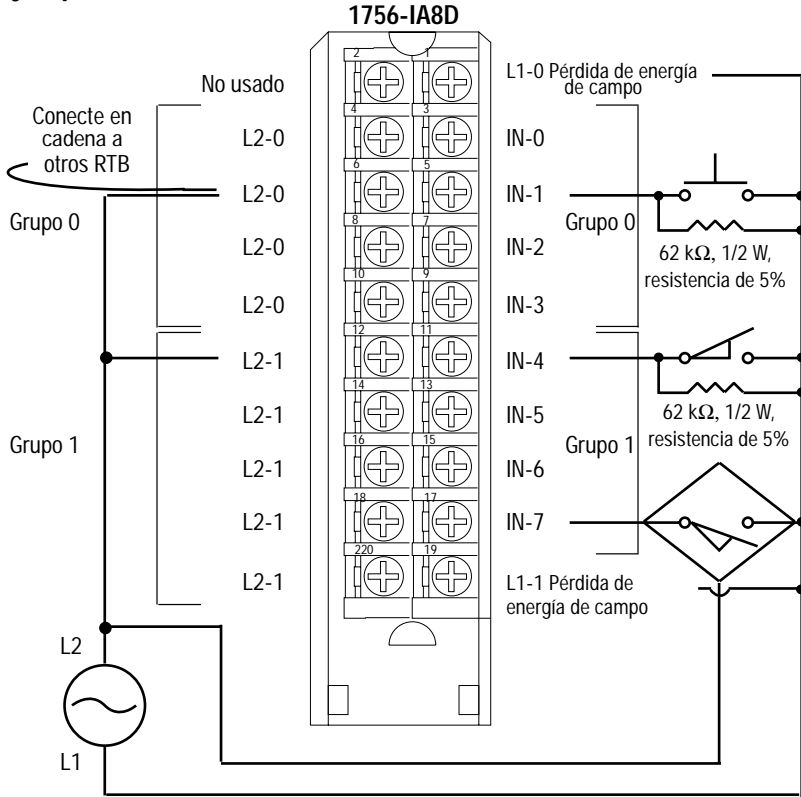 1756-IA8D
2 1
No usado
L1-0 Pérdida de energía
de campo
4 3
Conecte en
cadena a
otros RTB
L2-0
IN-0
6 5
L2-0
IN-1
Grupo 0
Grupo 0
8 7
L2-0
IN-2
62 kΩ, 1/2 W,
resistencia de 5%
10 9
L2-0
IN-3
12 11
L2-1
IN-4
14 13
L2-1
IN-5
62 kΩ, 1/2 W,
resistencia de 5%
Grupo 1
Grupo 1
16 15
L2-1
IN-6
18 17
L2-1
IN-7
220 19
L2-1
L1-1 Pérdida de
energía de campo
L2
L1